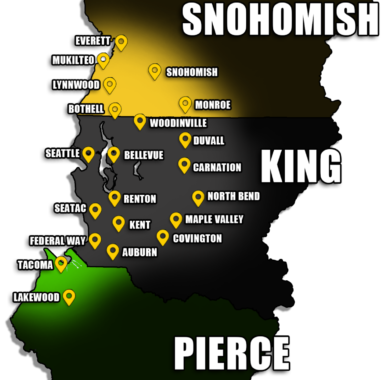 SNOHOMISH
EVERETT
MUKILTEO
SNOHOMISH
LYNNWOOD
MONROE
BOTHELL
WOODINVILLE
DUVALL
SEATTLE
BELLEVUE
CARNATION
KING
RENTON
NORTH BEND
SEATAC
MAPLE VALLEY
KENT
COVINGTON
FEDERAL WAY
AUBURN
TACOMA
LAKEWOOD
PIERCE